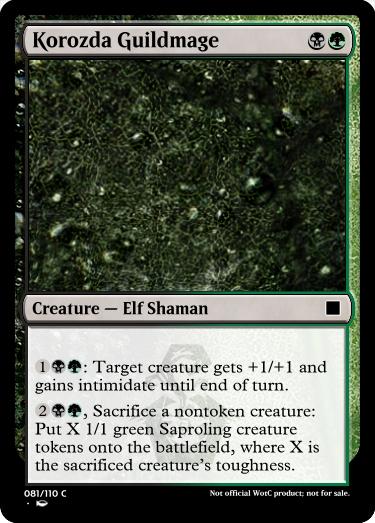 Korozda Guildmage
Creature — Elf Shaman
1: Target creature gets +1/+1 and
gains intimidate until end of turn.
2, Sacrifice a nontoken creature:
Put X 1/1 green Saproling creature
tokens onto the battlefield, where X is
the sacrificed creature's toughness.
081/110 C
Not official WotC product; not for sale.